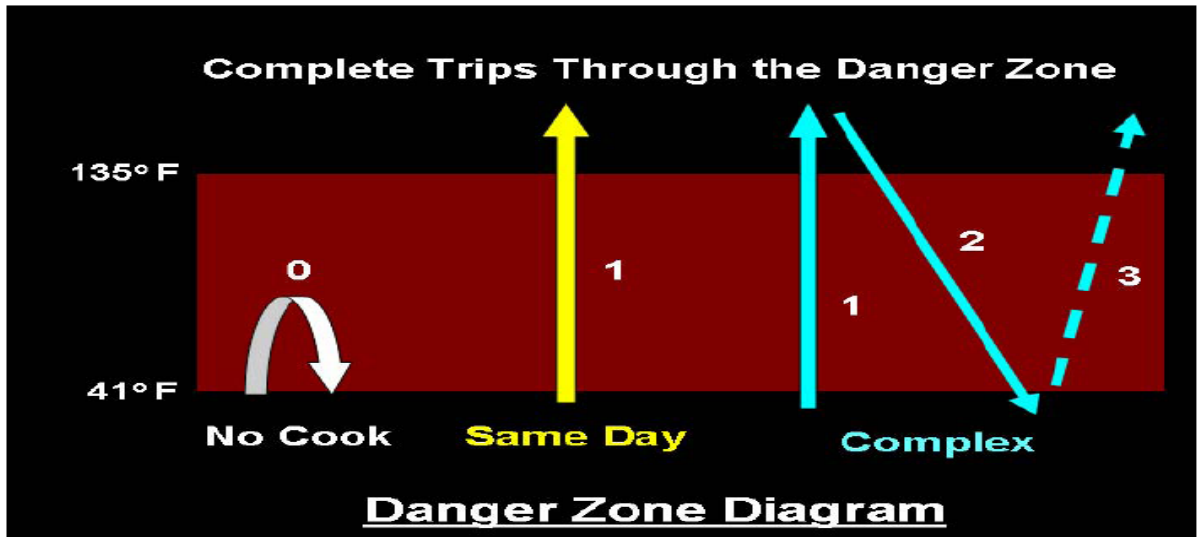 Complete Trips Through the Danger Zone
135° F
0
1
1
2
3
41° F
No Cook
Same Day
Complex
Danger Zone Diagram